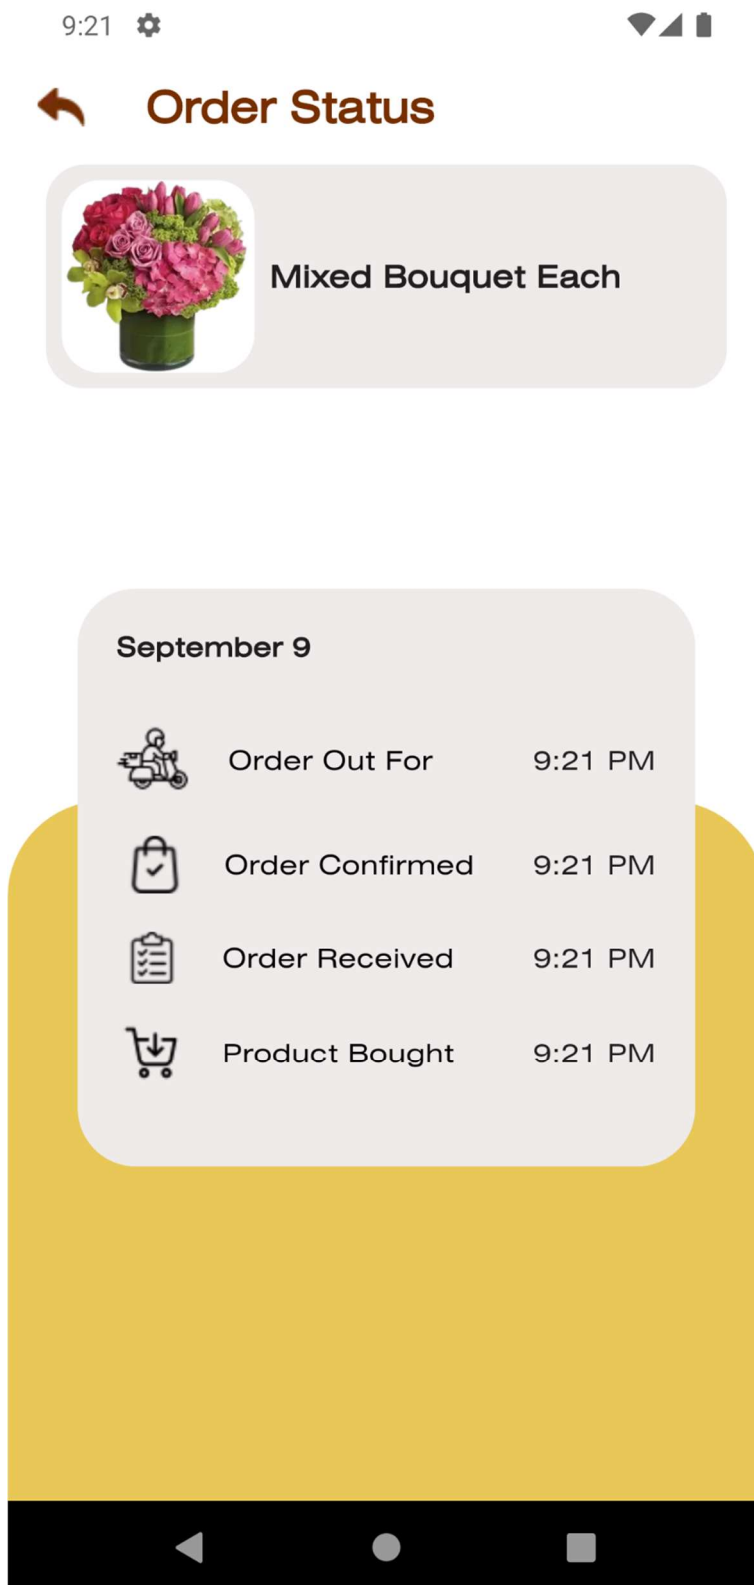 9:21
Order Status
Mixed Bouquet Each
September 9
Order Out For 9:21 PM
Order Confirmed 9:21 PM
Order Received 9:21 PM
Product Bought 9:21 PM